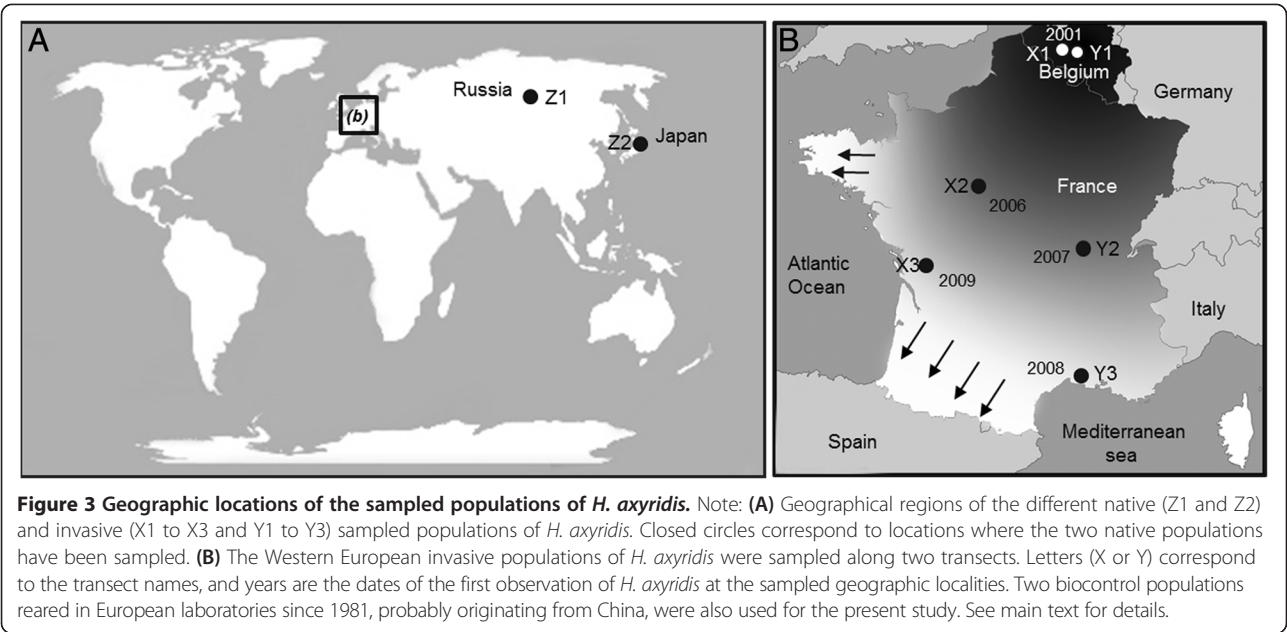 A
Russia
Z1
(b)
Z2
Japan
B
2001
X1
Y1
Belgium
Germany
X2
2006
France
2007
Y2
Atlantic
Ocean
X3
2009
Italy
2008
Y3
Spain
Mediterranean
sea
Figure 3 Geographic locations of the sampled populations of H. axyridis. Note: (A) Geographical regions of the different native (Z1 and Z2)
and invasive (X1 to X3 and Y1 to Y3) sampled populations of H. axyridis. Closed circles correspond to locations where the two native populations
have been sampled. (B) The Western European invasive populations of H. axyridis were sampled along two transects. Letters (X or Y) correspond
to the transect names, and years are the dates of the first observation of H. axyridis at the sampled geographic localities. Two biocontrol populations
reared in European laboratories since 1981, probably originating from China, were also used for the present study. See main text for details.